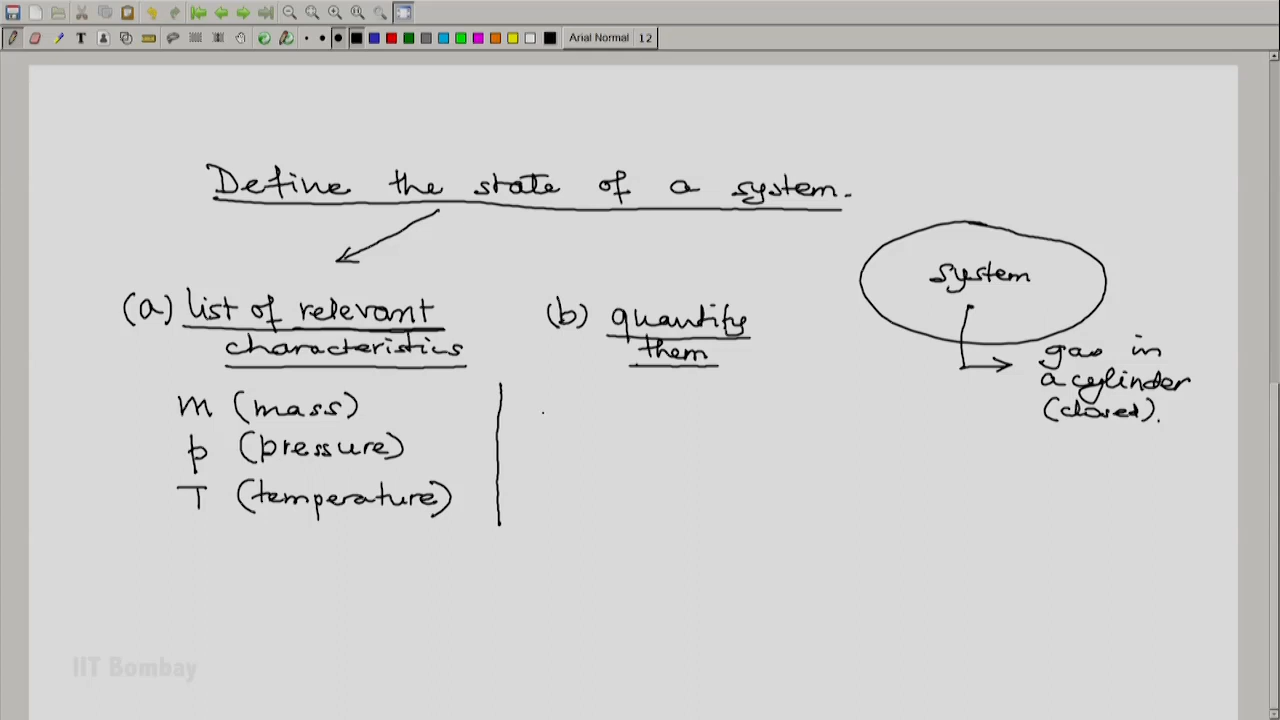 Arial Normal 12
Define the state of a system.
(a) list of relevant characteristics
(b) quantify them
system
gas in
a cylinder
(closed).
m (mass)
p (pressure)
T (temperature)
IIT Bombay